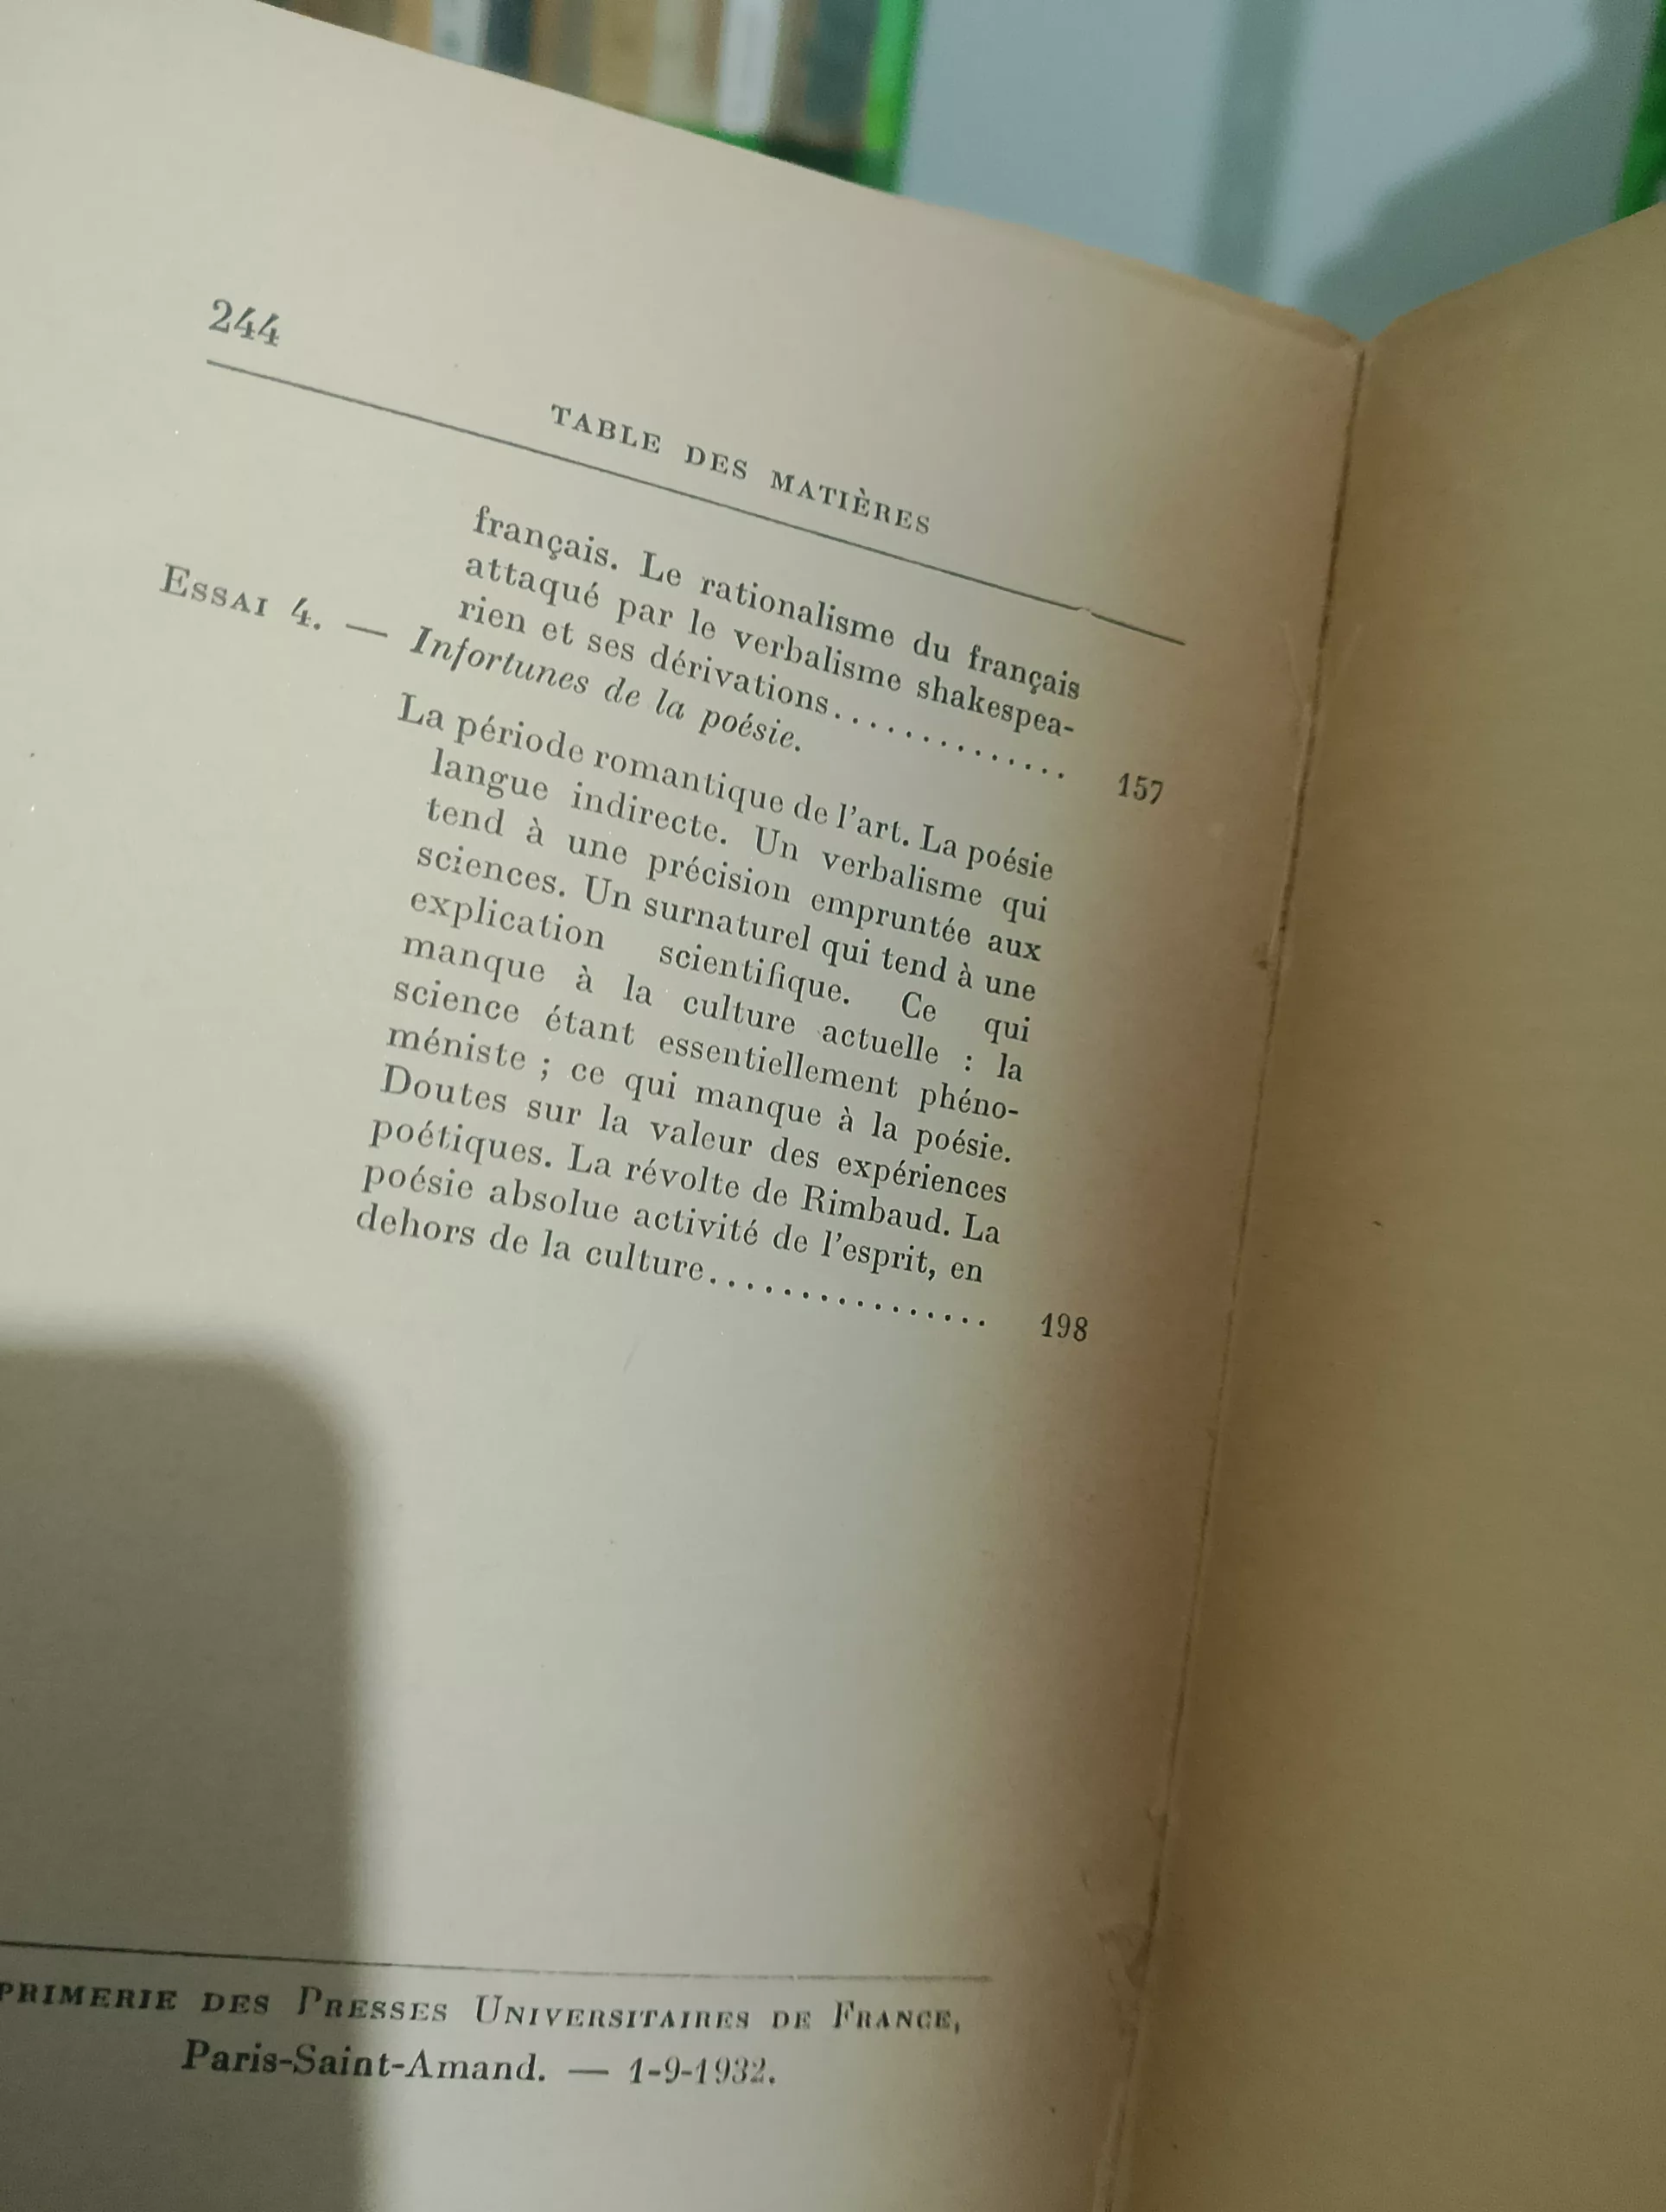 244
TABLE DES MATIÈRES
français. Le rationalisme du français
attaqué par le verbalisme shakespea-
rien et ses dérivations............. 157
ESSAI 4. — Infortunes de la poésie.
La période romantique de l'art. La poésie
langue indirecte. Un verbalisme qui
tend à une précision empruntée aux
sciences. Un surnaturel qui tend à une
explication scientifique. Ce qui
manque à la culture actuelle : la
science étant essentiellement phéno-
méniste ; ce qui manque à la poésie.
Doutes sur la valeur des expériences
poétiques. La révolte de Rimbaud. La
poésie absolue activité de l'esprit, en
dehors de la culture................ 198
PRIMERIE DES PRESSES UNIVERSITAIRES DE FRANCE,
Paris-Saint-Amand. — 1-9-1932.